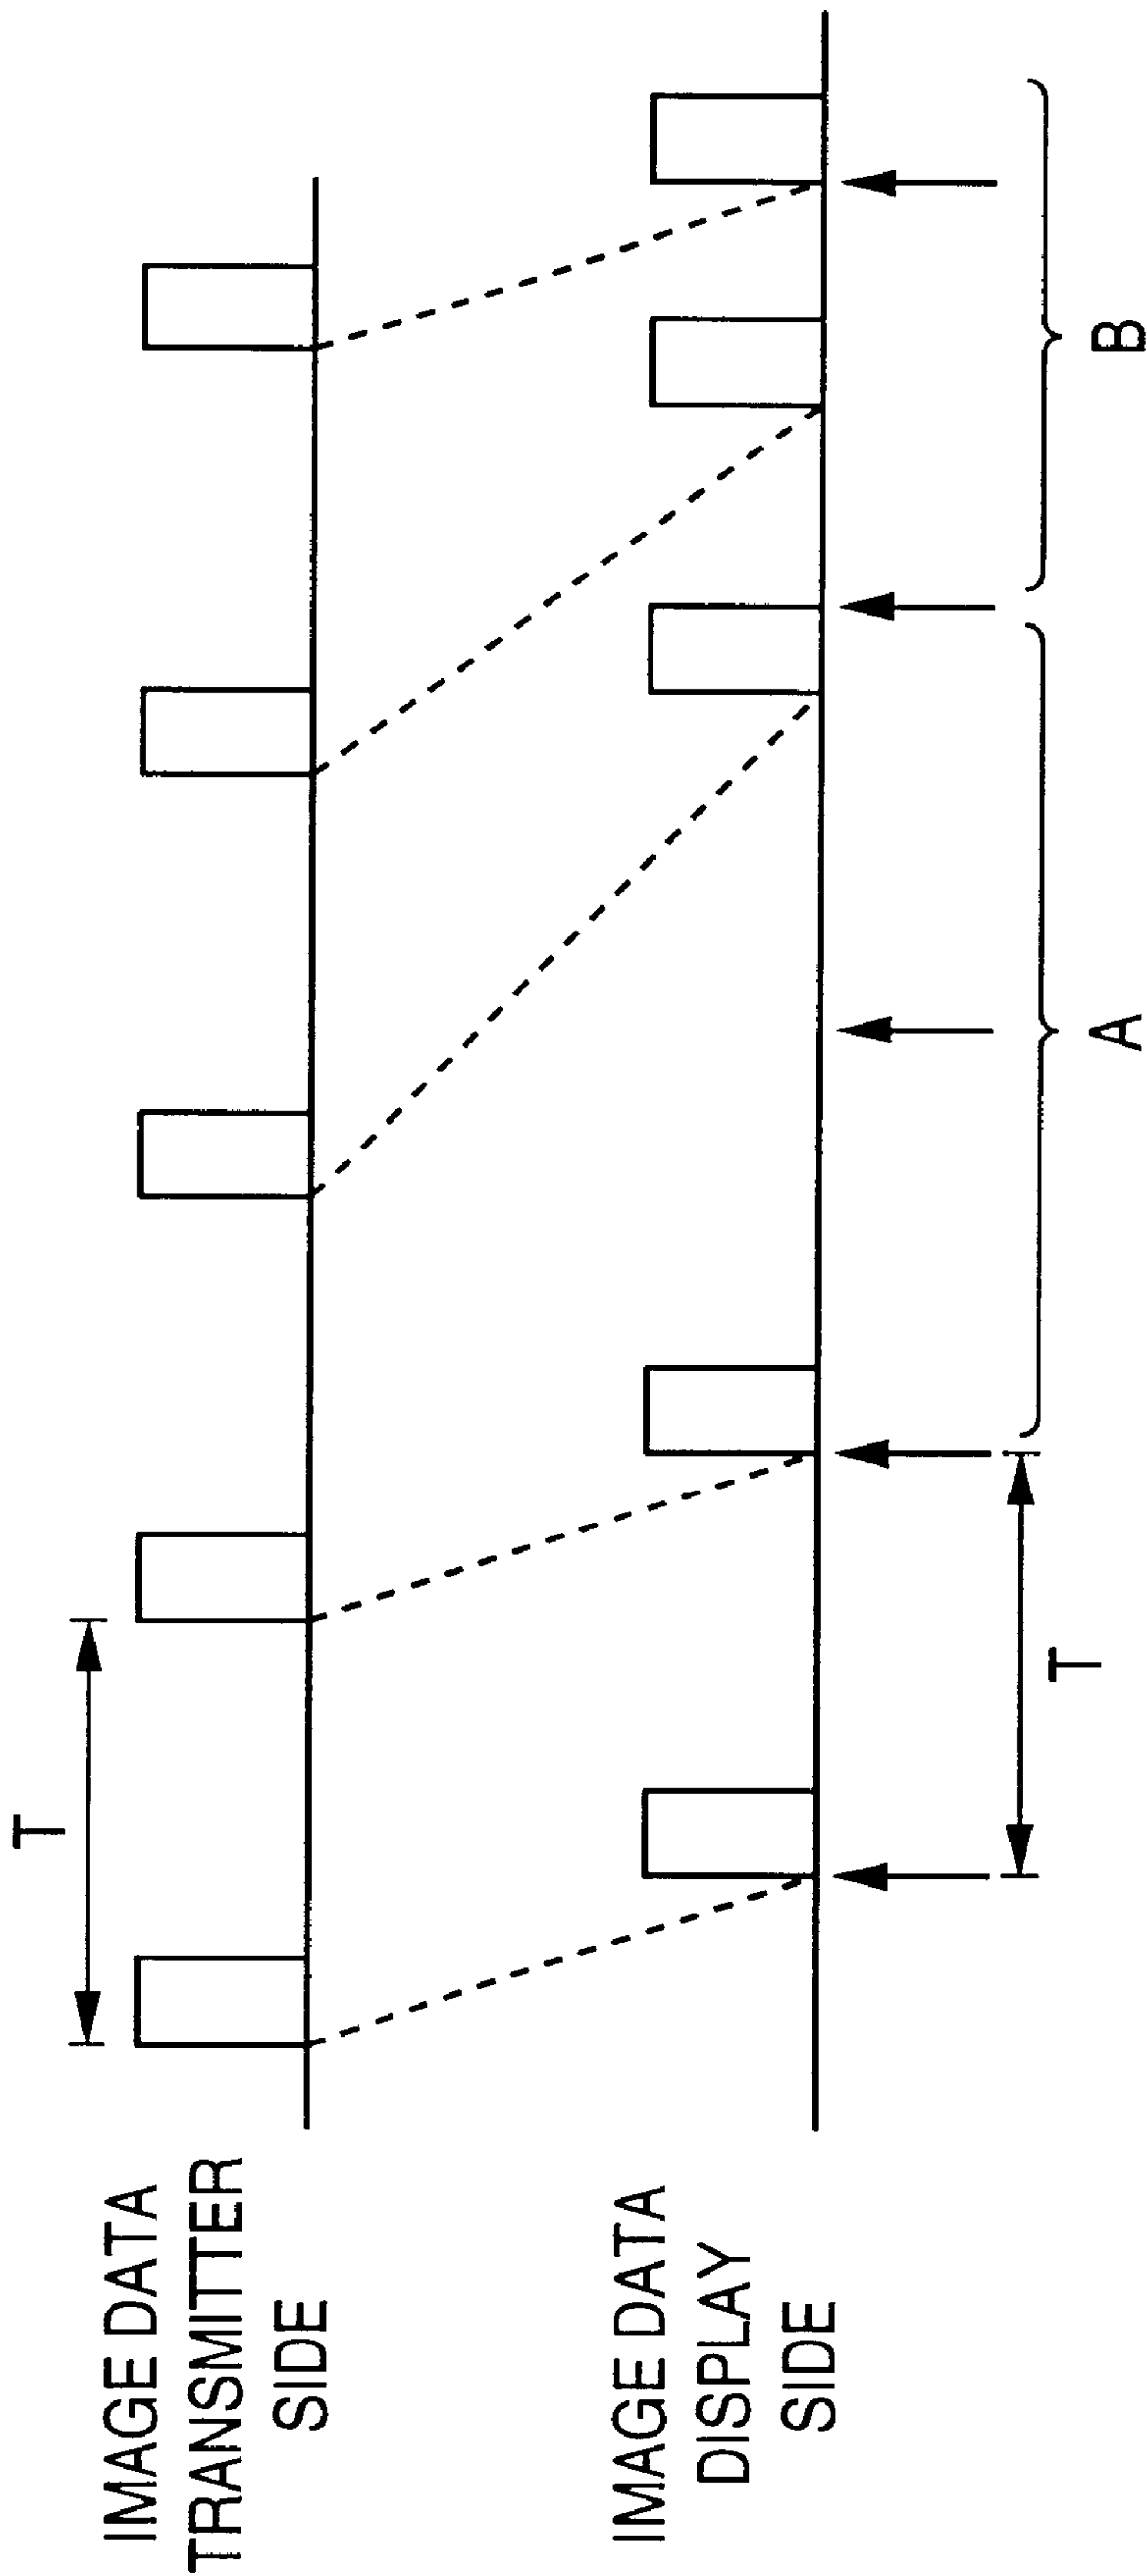 T
IMAGE DATA
TRANSMITTER
SIDE
IMAGE DATA
DISPLAY
SIDE
T
A
B